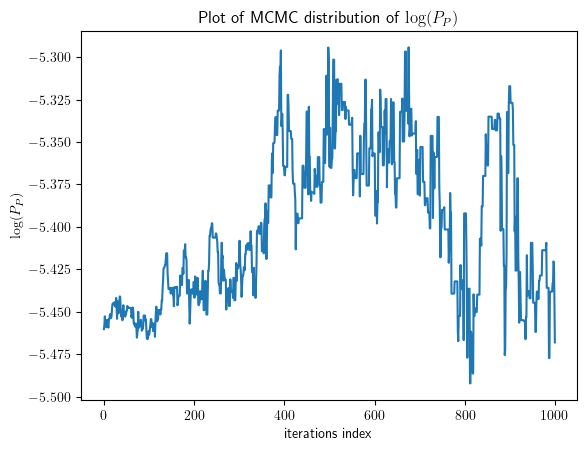 Plot of MCMC distribution of log(P_P)
log(P_P)
−5.300
−5.325
−5.350
−5.375
−5.400
−5.425
−5.450
−5.475
−5.500
0 200 400 600 800 1000
iterations index